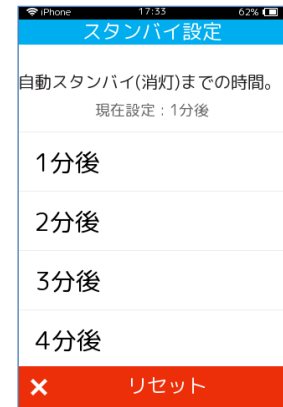 iPhone 17:33 62%
スタンバイ設定
自動スタンバイ(消灯)までの時間。
現在設定：1分後
1分後
2分後
3分後
4分後
× リセット